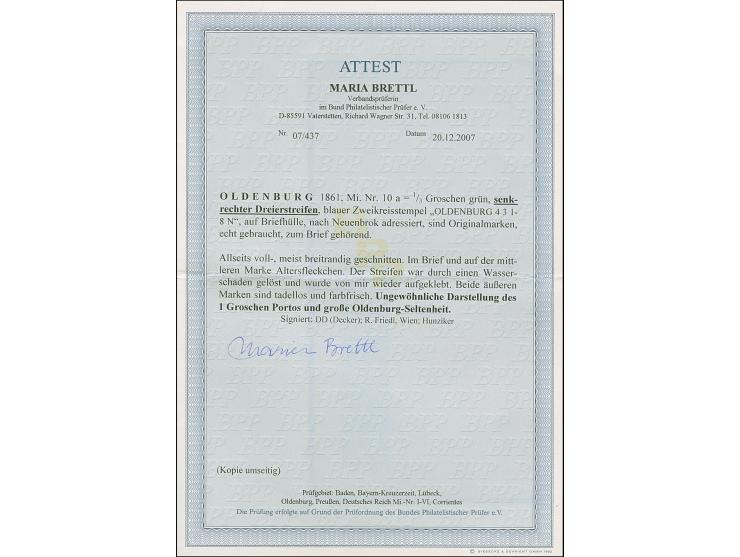 ATTEST
MARIA BRETTL
Verbandsprüferin
im Bund Philatelistischer Prüfer e. V.
D-85591 Vaterstetten, Richard Wagner Str. 31, Tel. 08106 1813
Nr. 07/437 Datum 20.12.2007
OLDENBURG 1861, Mi. Nr. 10 a = 1/3 Groschen grün, senk-
rechter Dreierstreifen, blauer Zweikreisstempel „OLDENBURG 4 3 1-
8 N“, auf Briefhülle, nach Neuenbrok adressiert, sind Originalmarken,
echt gebraucht, zum Brief gehörend.
Allseits voll-, meist breitrandig geschnitten. Im Brief und auf der mitt-
leren Marke Altersfleckchen. Der Streifen war durch einen Wasser-
schaden gelöst und wurde von mir wieder aufgeklebt. Beide äußeren
Marken sind tadellos und farbfrisch. Ungewöhnliche Darstellung des
1 Groschen Portos und große Oldenburg-Seltenheit.
Signiert: DD (Decker); R. Friedl, Wien; Hunziker
Maria Brettl
(Kopie umseitig)
Prüfgebiet: Baden, Bayern-Kreuzerzeit, Lübeck,
Oldenburg, Preußen, Deutsches Reich Mi.-Nr. I-VI, Corrientes
Die Prüfung erfolgte auf Grund der Prüfordnung des Bundes Philatelistischer Prüfer e.V.